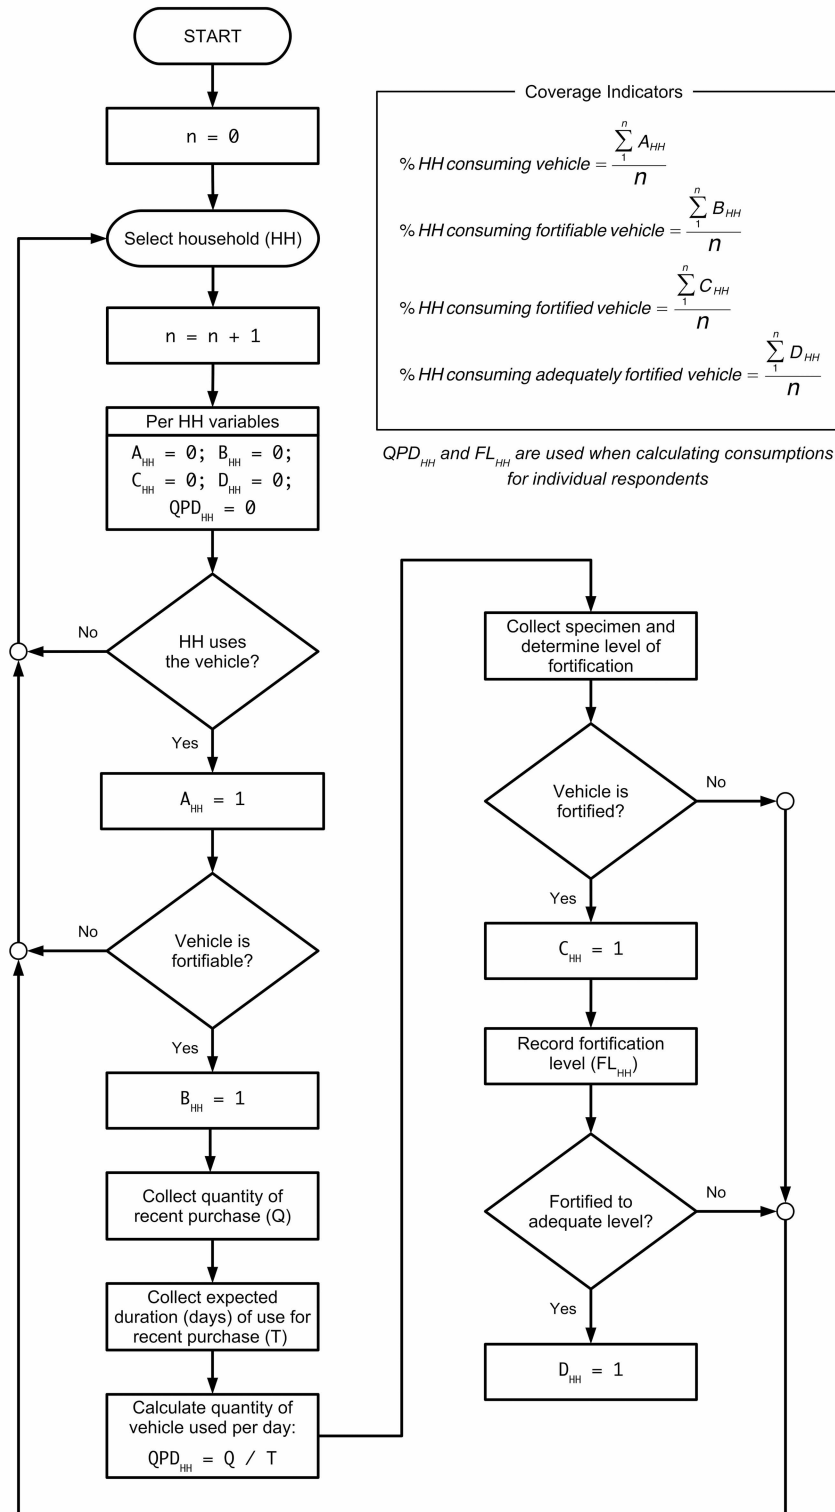 START
n = 0
Select household (HH)
n = n + 1
Per HH variables
A_HH = 0; B_HH = 0;
C_HH = 0; D_HH = 0;
QPD_HH = 0
No
HH uses
the vehicle?
Yes
A_HH = 1
No
Vehicle is
fortifiable?
Yes
B_HH = 1
Collect quantity of
recent purchase (Q)
Collect expected
duration (days) of use for
recent purchase (T)
Calculate quantity of
vehicle used per day:
QPD_HH = Q / T
Coverage Indicators
% HH consuming vehicle = ∑_1^n A_HH / n
% HH consuming fortifiable vehicle = ∑_1^n B_HH / n
% HH consuming fortified vehicle = ∑_1^n C_HH / n
% HH consuming adequately fortified vehicle = ∑_1^n D_HH / n
QPD_HH and FL_HH are used when calculating consumptions
for individual respondents
Collect specimen and
determine level of
fortification
Vehicle is
fortified?
No
Yes
C_HH = 1
Record fortification
level (FL_HH)
Fortified to
adequate level?
No
Yes
D_HH = 1